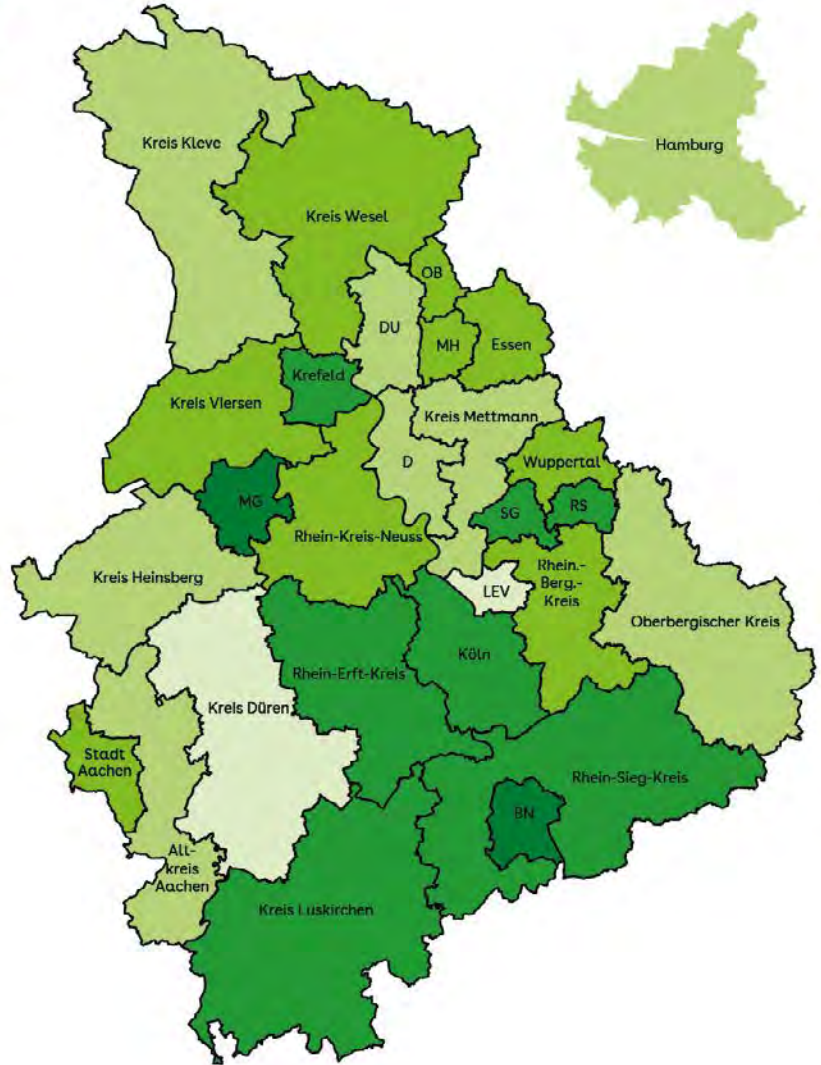 Kreis Kleve
Hamburg
Kreis Wesel
OB
DU
MH
Essen
Krefeld
Kreis Viersen
Kreis Mettmann
D
Wuppertal
MG
SG
RS
Rhein-Kreis-Neuss
Kreis Heinsberg
Rhein.-
Berg.-
Kreis
LEV
Oberbergischer Kreis
Köln
Rhein-Erft-Kreis
Kreis Düren
Stadt
Aachen
Rhein-Sieg-Kreis
BN
Alt-
kreis
Aachen
Kreis Luskirchen